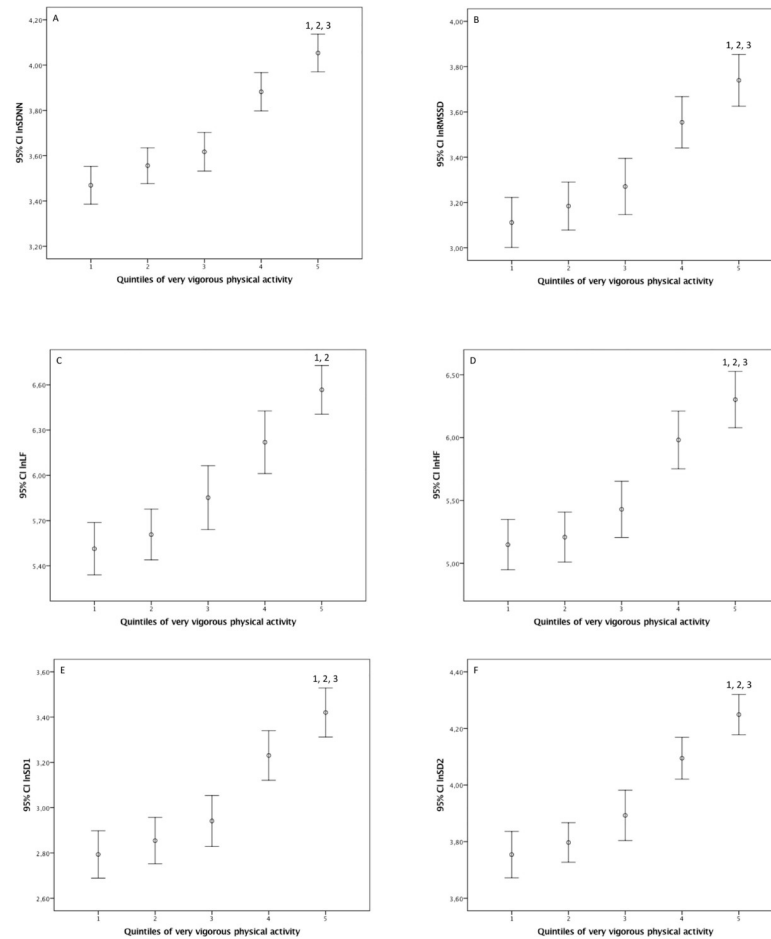 A
1, 2, 3
4,20
4,00
3,80
3,60
3,40
3,20
95% CI lnSDNN
1
2
3
4
5
Quintiles of very vigorous physical activity
B
1, 2, 3
4,00
3,80
3,60
3,40
3,20
3,00
95% CI lnRMSSD
1
2
3
4
5
Quintiles of very vigorous physical activity
C
1, 2
6,60
6,30
6,00
5,70
5,40
95% CI lnLF
1
2
3
4
5
Quintiles of very vigorous physical activity
D
1, 2, 3
6,50
6,00
5,50
5,00
95% CI lnHF
1
2
3
4
5
Quintiles of very vigorous physical activity
E
1, 2, 3
3,60
3,40
3,20
3,00
2,80
2,60
95% CI lnSD1
1
2
3
4
5
Quintiles of very vigorous physical activity
F
1, 2, 3
4,40
4,20
4,00
3,80
3,60
95% CI lnSD2
1
2
3
4
5
Quintiles of very vigorous physical activity